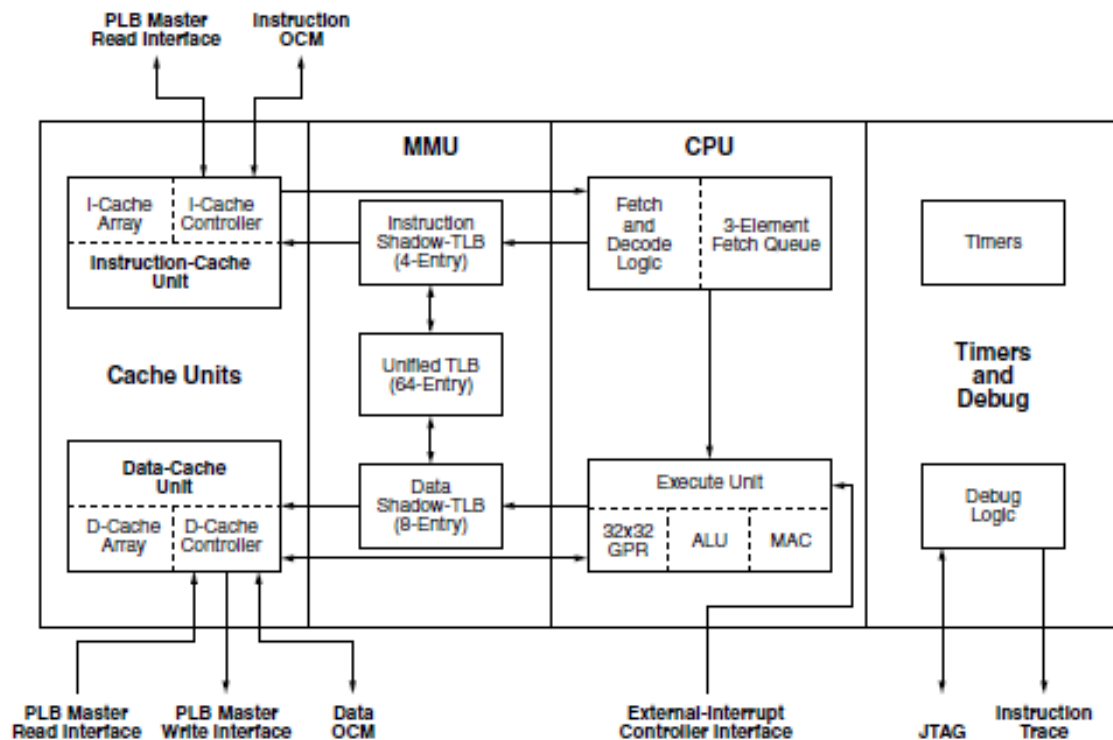 PLB Master
Read Interface
Instruction
OCM
MMU
CPU
I-Cache
Array
I-Cache
Controller
Instruction-Cache
Unit
Instruction
Shadow-TLB
(4-Entry)
Fetch
and
Decode
Logic
3-Element
Fetch Queue
Timers
Cache Units
Unified TLB
(64-Entry)
Timers
and
Debug
Data-Cache
Unit
D-Cache
Array
D-Cache
Controller
Data
Shadow-TLB
(8-Entry)
Execute Unit
32x32
GPR
ALU
MAC
Debug
Logic
PLB Master
Read Interface
PLB Master
Write Interface
Data
OCM
External-Interrupt
Controller Interface
JTAG
Instruction
Trace